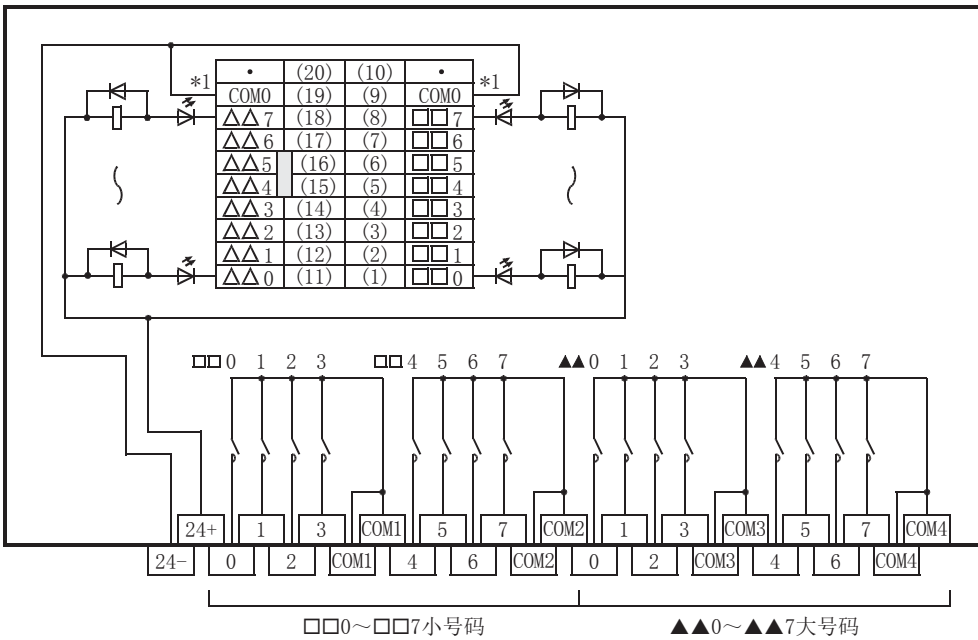 *1 • (20) (10) • *1
COM0 (19) (9) COM0
△△7 (18) (8) □□7
△△6 (17) (7) □□6
△△5 (16) (6) □□5
△△4 (15) (5) □□4
△△3 (14) (4) □□3
△△2 (13) (3) □□2
△△1 (12) (2) □□1
△△0 (11) (1) □□0
□□0 1 2 3 □□4 5 6 7 ▲▲0 1 2 3 ▲▲4 5 6 7
24+ 1 3 COM1 5 7 COM2 1 3 COM3 5 7 COM4
24- 0 2 COM1 4 6 COM2 0 2 COM3 4 6 COM4
□□0～□□7小号码 ▲▲0～▲▲7大号码